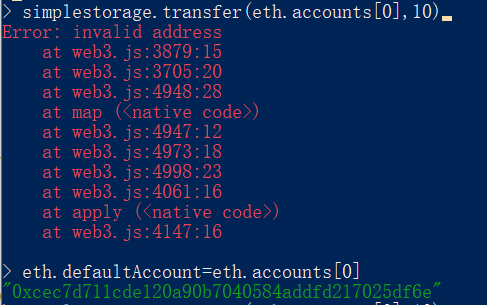 > simplestorage.transfer(eth.accounts[0],10)
Error: invalid address
    at web3.js:3879:15
    at web3.js:3705:20
    at web3.js:4948:28
    at map (<native code>)
    at web3.js:4947:12
    at web3.js:4973:18
    at web3.js:4998:23
    at web3.js:4061:16
    at apply (<native code>)
    at web3.js:4147:16
> eth.defaultAccount=eth.accounts[0]
"0xcec7d711cde120a90b7040584addfd217025df6e"